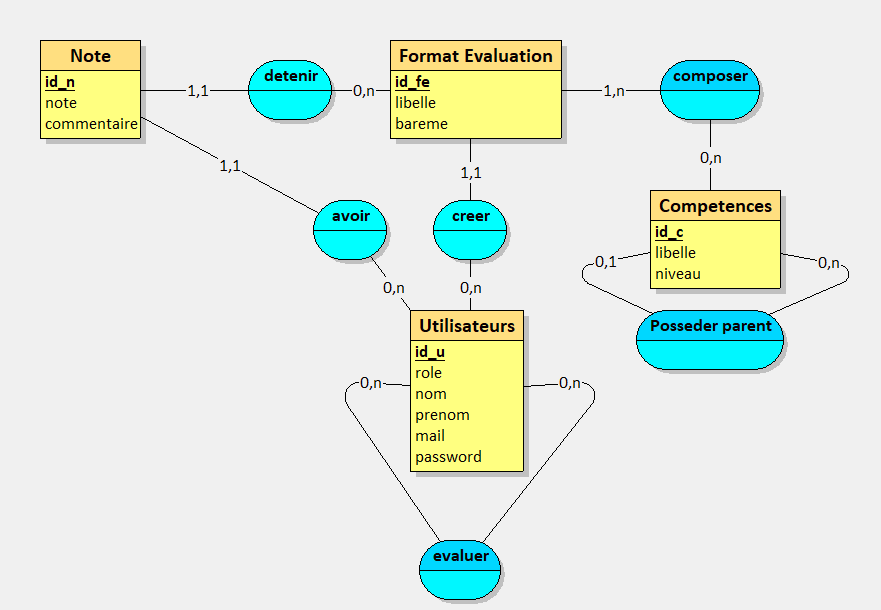 Note
id_n
note
commentaire
1,1
detenir
0,n
Format Evaluation
id_fe
libelle
bareme
1,n
composer
0,n
1,1
1,1
avoir
creer
0,n
0,n
Competences
id_c
libelle
niveau
0,1
0,n
Posseder parent
Utilisateurs
id_u
role
nom
prenom
mail
password
0,n
0,n
evaluer